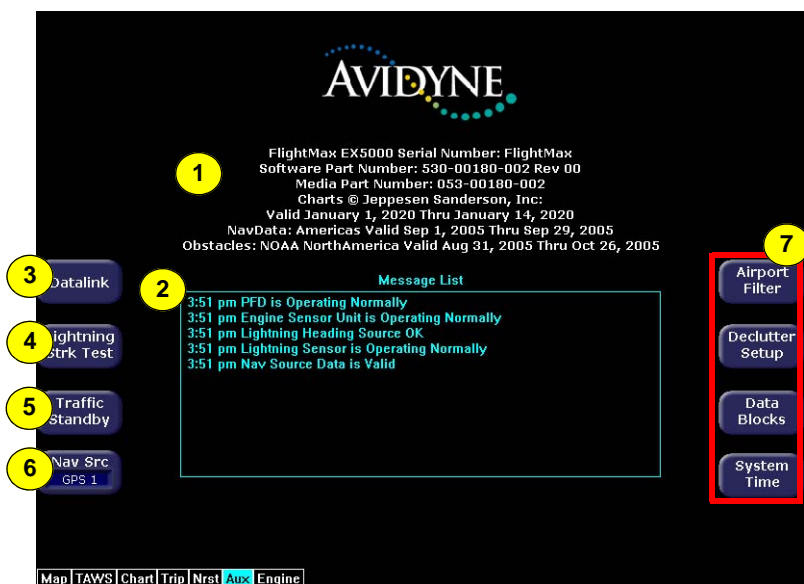 AVIDYNE
FlightMax EX5000 Serial Number: FlightMax
Software Part Number: 530-00180-002 Rev 00
Media Part Number: 053-00180-002
Charts © Jeppesen Sanderson, Inc:
Valid January 1, 2020 Thru January 14, 2020
NavData: Americas Valid Sep 1, 2005 Thru Sep 29, 2005
Obstacles: NOAA NorthAmerica Valid Aug 31, 2005 Thru Oct 26, 2005
1
Message List
2
3:51 pm PFD is Operating Normally
3:51 pm Engine Sensor Unit is Operating Normally
3:51 pm Lightning Heading Source OK
3:51 pm Lightning Sensor is Operating Normally
3:51 pm Nav Source Data is Valid
3
Datalink
4
Lightning
Strk Test
5
Traffic
Standby
6
Nav Src
GPS 1
7
Airport
Filter
Declutter
Setup
Data
Blocks
System
Time
Map TAWS Chart Trip Nrst Aux Engine